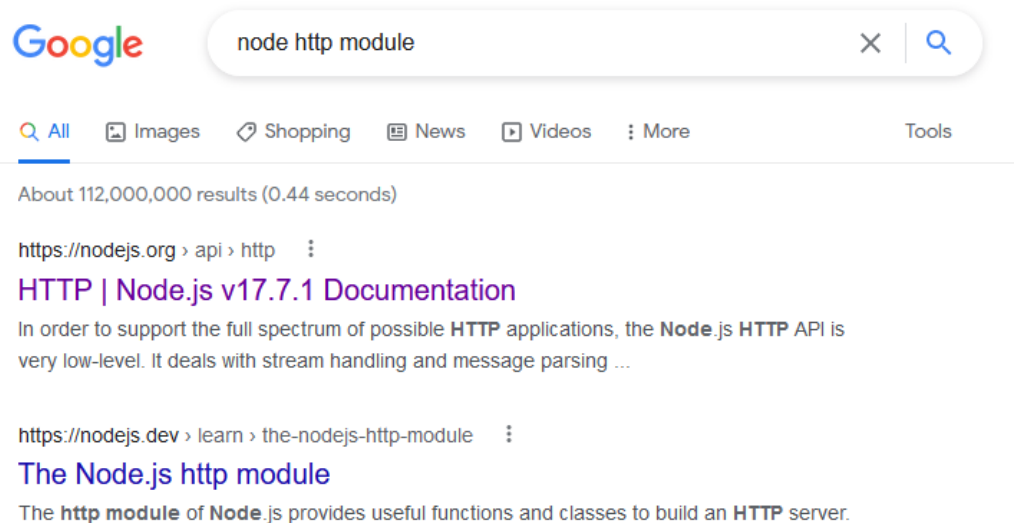 Google
node http module
All Images Shopping News Videos More Tools
About 112,000,000 results (0.44 seconds)
https://nodejs.org › api › http
HTTP | Node.js v17.7.1 Documentation
In order to support the full spectrum of possible HTTP applications, the Node.js HTTP API is
very low-level. It deals with stream handling and message parsing ...
https://nodejs.dev › learn › the-nodejs-http-module
The Node.js http module
The http module of Node.js provides useful functions and classes to build an HTTP server.